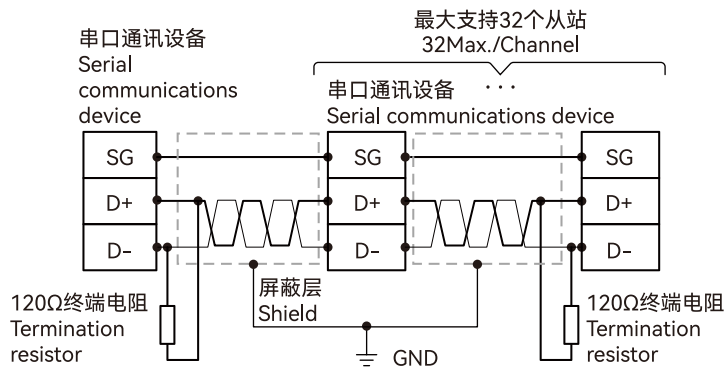 最大支持32个从站
32Max./Channel
串口通讯设备
Serial
communications
device
串口通讯设备
···
Serial communications device
SG
SG
SG
D+
D+
D+
D-
D-
D-
120Ω终端电阻
Termination
resistor
屏蔽层
Shield
GND
120Ω终端电阻
Termination
resistor